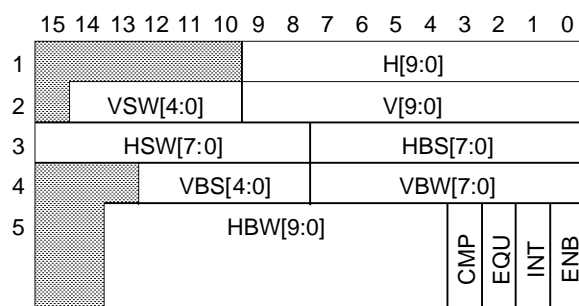 15 14 13 12 11 10 9 8 7 6 5 4 3 2 1 0
1 H[9:0]
2 VSW[4:0] V[9:0]
3 HSW[7:0] HBS[7:0]
4 VBS[4:0] VBW[7:0]
5 HBW[9:0] CMP EQU INT ENB